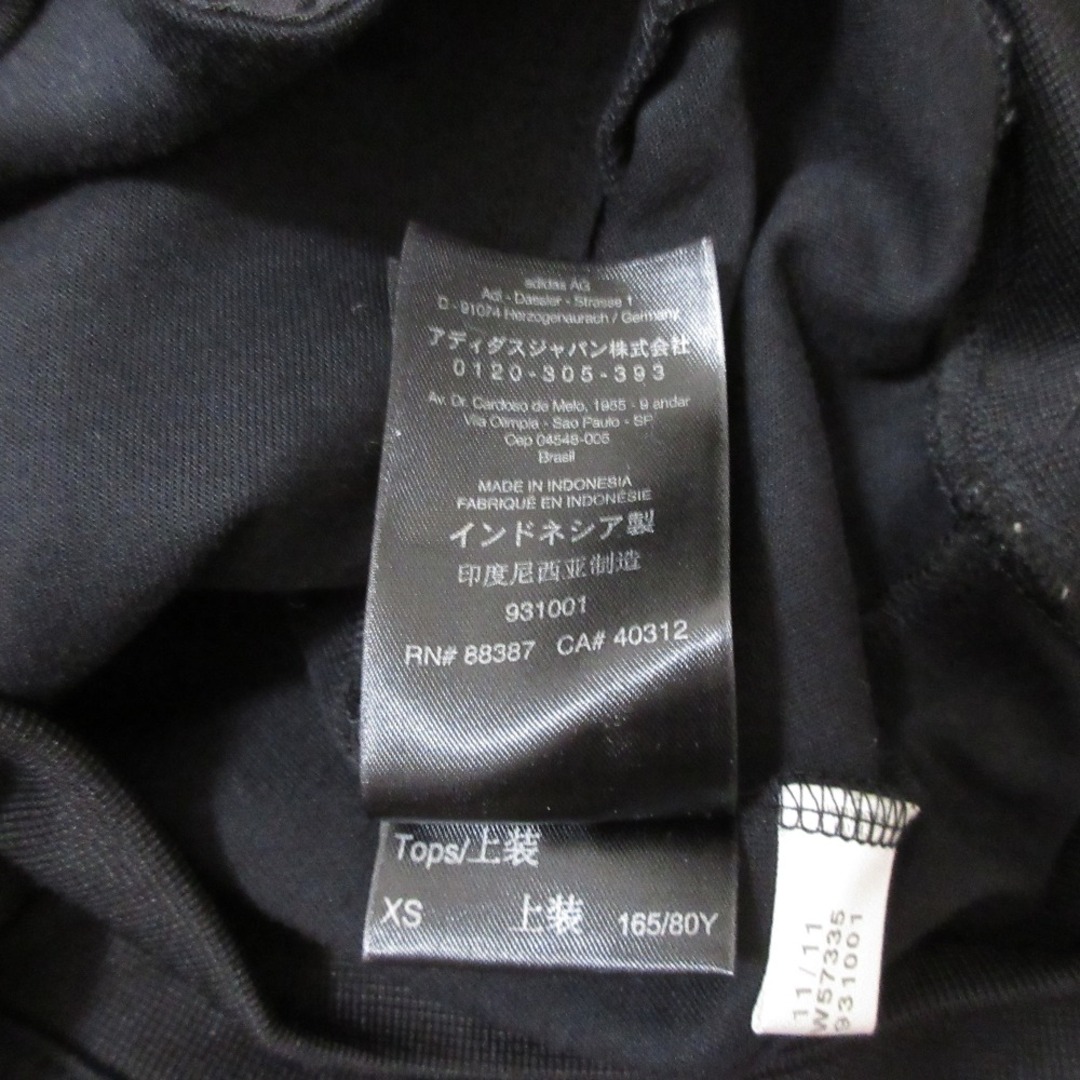 adidas AG
Adi - Dassler - Strasse 1
D - 91074 Herzogenaurach / Germany
アディダスジャパン株式会社
0120-305-393
Av. Dr. Cardoso de Melo, 1955 - 9 andar
Vila Olimpia - Sao Paulo - SP
Cep 04548-005
Brasil
MADE IN INDONESIA
FABRIQUÉ EN INDONÉSIE
インドネシア製
印度尼西亚制造
931001
RN# 88387 CA# 40312
Tops/上装
XS 上装 165/80Y
11/11
W57335
931001